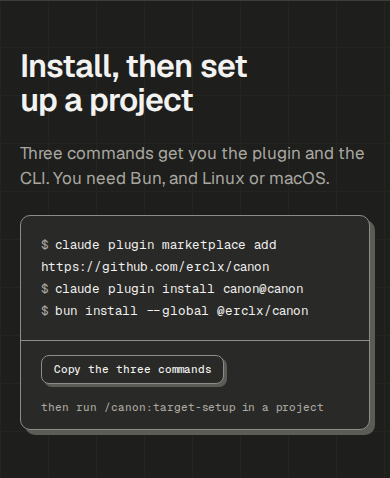 Install, then set
up a project
Three commands get you the plugin and the
CLI. You need Bun, and Linux or macOS.
$ claude plugin marketplace add
https://github.com/erclx/canon
$ claude plugin install canon@canon
$ bun install --global @erclx/canon
Copy the three commands
then run /canon:target-setup in a project